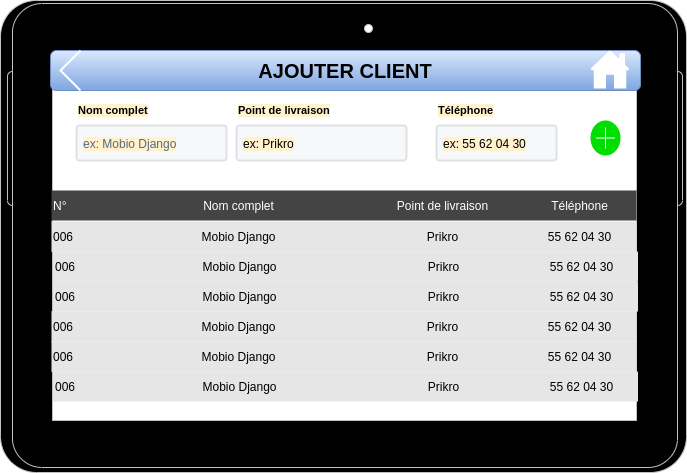 AJOUTER CLIENT
Nom complet Point de livraison Téléphone
ex: Mobio Django ex: Prikro ex: 55 62 04 30
N° Nom complet Point de livraison Téléphone
006 Mobio Django Prikro 55 62 04 30
006 Mobio Django Prikro 55 62 04 30
006 Mobio Django Prikro 55 62 04 30
006 Mobio Django Prikro 55 62 04 30
006 Mobio Django Prikro 55 62 04 30
006 Mobio Django Prikro 55 62 04 30